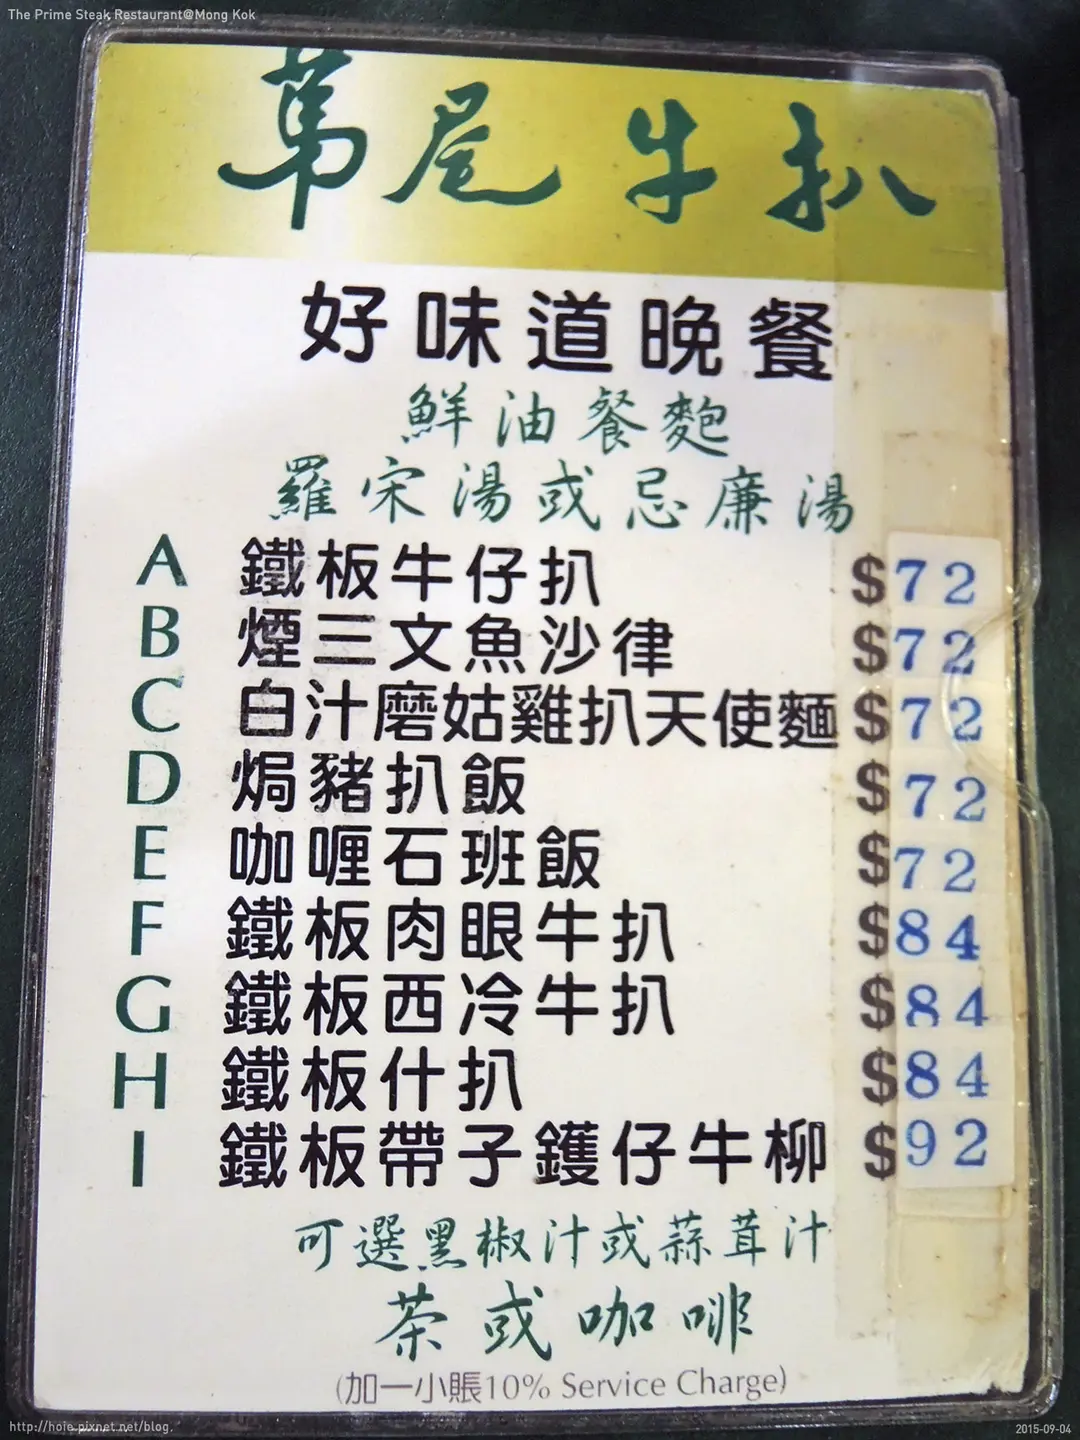 The Prime Steak Restaurant@Mong Kok
牛扒
好味道晚餐
鮮油餐麭
羅宋湯或忌廉湯
A 鐵板牛仔扒 $72
B 煙三文魚沙律 $72
C 白汁磨姑雞扒天使麵 $72
D 焗豬扒飯 $72
E 咖喱石班飯 $72
F 鐵板肉眼牛扒 $84
G 鐵板西冷牛扒 $84
H 鐵板什扒 $84
I 鐵板帶子鑊仔牛柳 $92
可選黑椒汁或蒜茸汁
茶或咖啡
(加一小賬10% Service Charge)
http://hoie.pixnet.net/blog.
2015-09-04